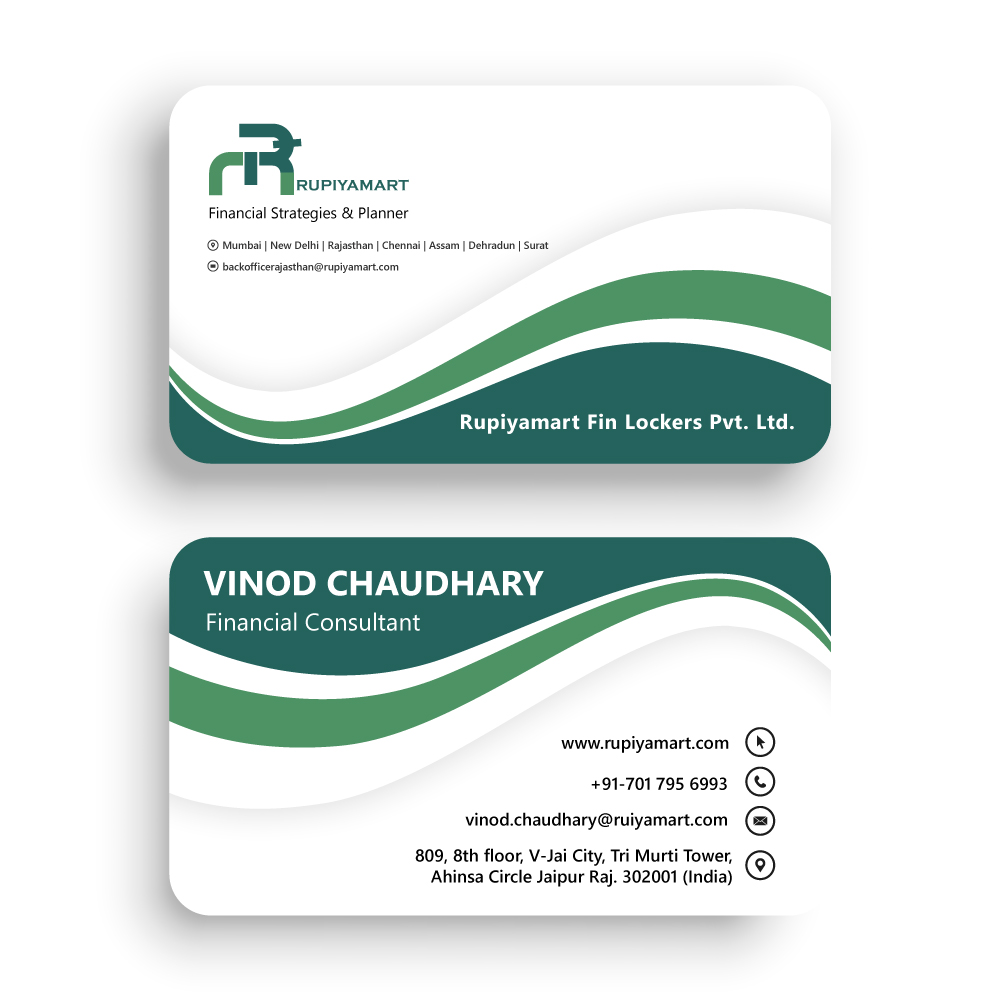 RUPIYAMART
Financial Strategies & Planner
Mumbai | New Delhi | Rajasthan | Chennai | Assam | Dehradun | Surat
backofficerajasthan@rupiyamart.com
Rupiyamart Fin Lockers Pvt. Ltd.
VINOD CHAUDHARY
Financial Consultant
www.rupiyamart.com
+91-701 795 6993
vinod.chaudhary@ruiyamart.com
809, 8th floor, V-Jai City, Tri Murti Tower,
Ahinsa Circle Jaipur Raj. 302001 (India)